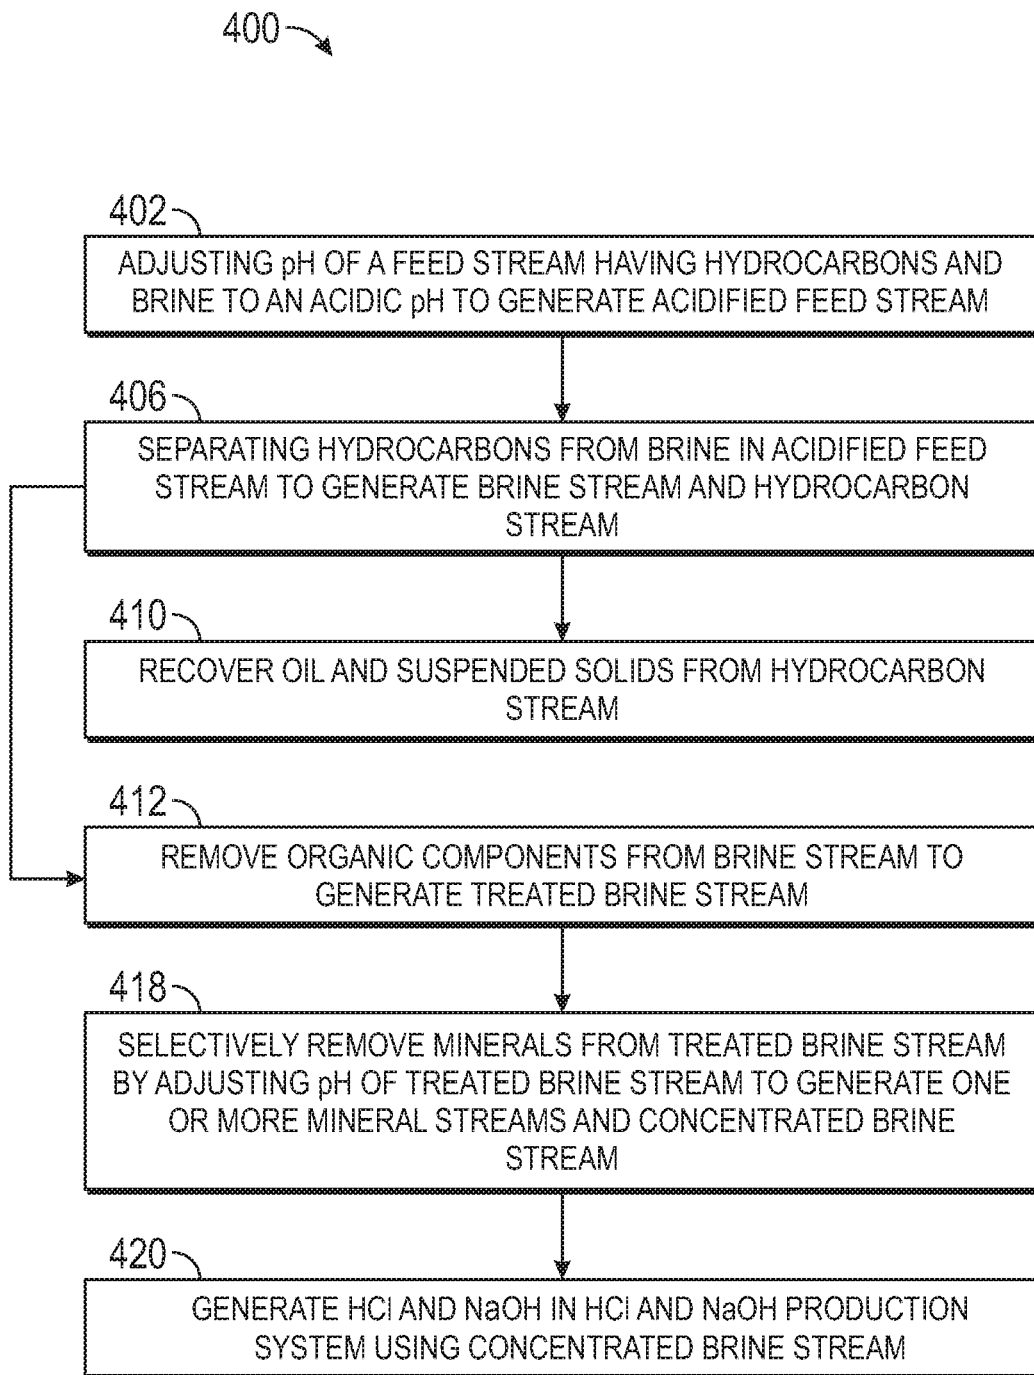 400
402
ADJUSTING pH OF A FEED STREAM HAVING HYDROCARBONS AND
BRINE TO AN ACIDIC pH TO GENERATE ACIDIFIED FEED STREAM
406
SEPARATING HYDROCARBONS FROM BRINE IN ACIDIFIED FEED
STREAM TO GENERATE BRINE STREAM AND HYDROCARBON
STREAM
410
RECOVER OIL AND SUSPENDED SOLIDS FROM HYDROCARBON
STREAM
412
REMOVE ORGANIC COMPONENTS FROM BRINE STREAM TO
GENERATE TREATED BRINE STREAM
418
SELECTIVELY REMOVE MINERALS FROM TREATED BRINE STREAM
BY ADJUSTING pH OF TREATED BRINE STREAM TO GENERATE ONE
OR MORE MINERAL STREAMS AND CONCENTRATED BRINE
STREAM
420
GENERATE HCl AND NaOH IN HCl AND NaOH PRODUCTION
SYSTEM USING CONCENTRATED BRINE STREAM